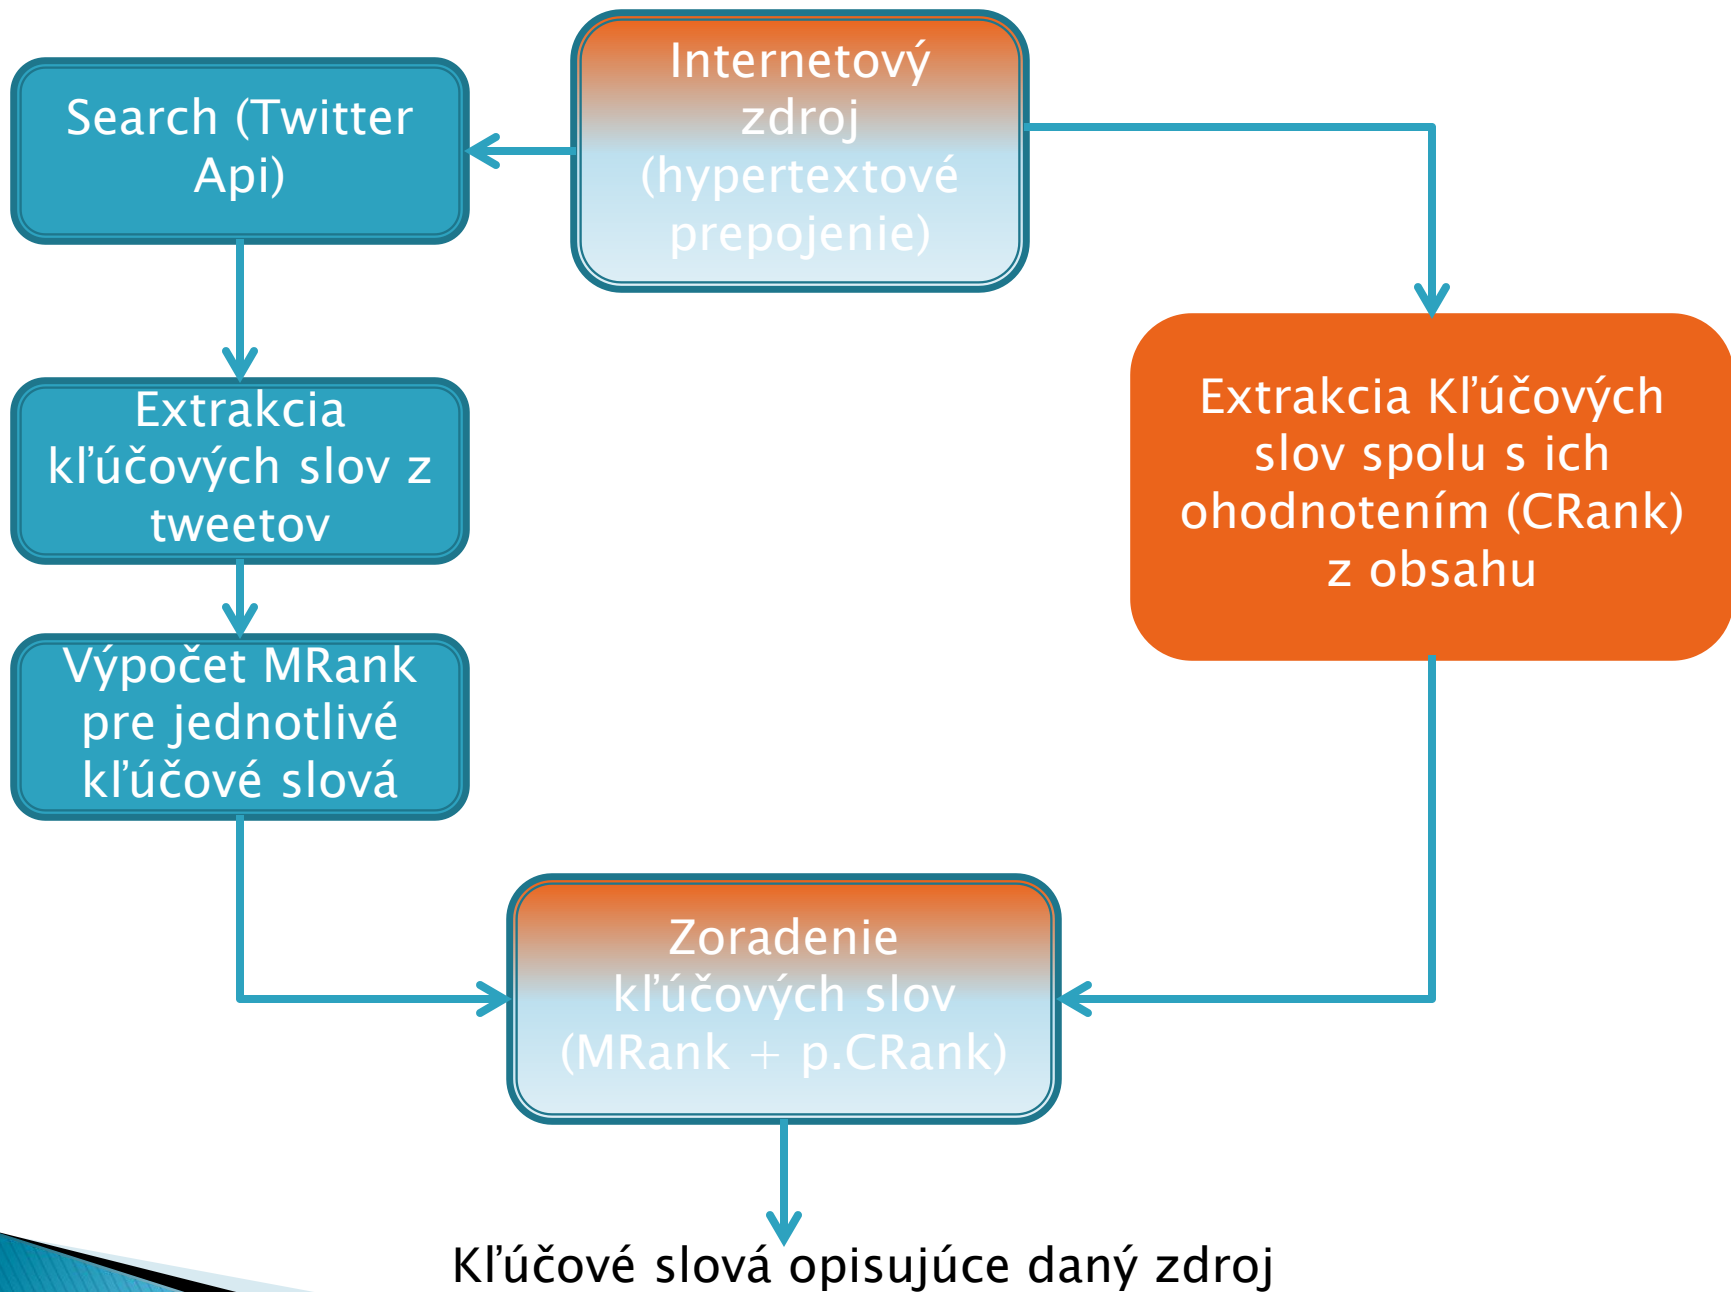 Internetový
zdroj
(hypertextové
prepojenie)
Search (Twitter
Api)
Extrakcia
kľúčových slov z
tweetov
Výpočet MRank
pre jednotlivé
kľúčové slová
Extrakcia Kľúčových
slov spolu s ich
ohodnotením (CRank)
z obsahu
Zoradenie
kľúčových slov
(MRank + p.CRank)
Kľúčové slová opisujúce daný zdroj